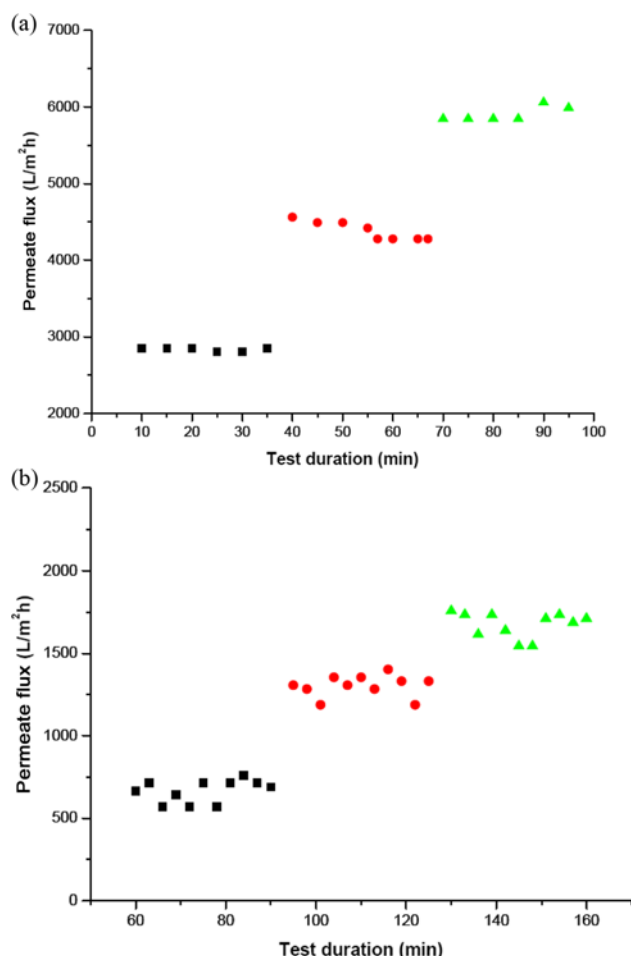 (a)
7000
6000
5000
4000
3000
2000
Permeate flux (L/m²h)
0 10 20 30 40 50 60 70 80 90 100
Test duration (min)
(b)
2500
2000
1500
1000
500
0
Permeate flux (L/m²h)
60 80 100 120 140 160
Test duration (min)